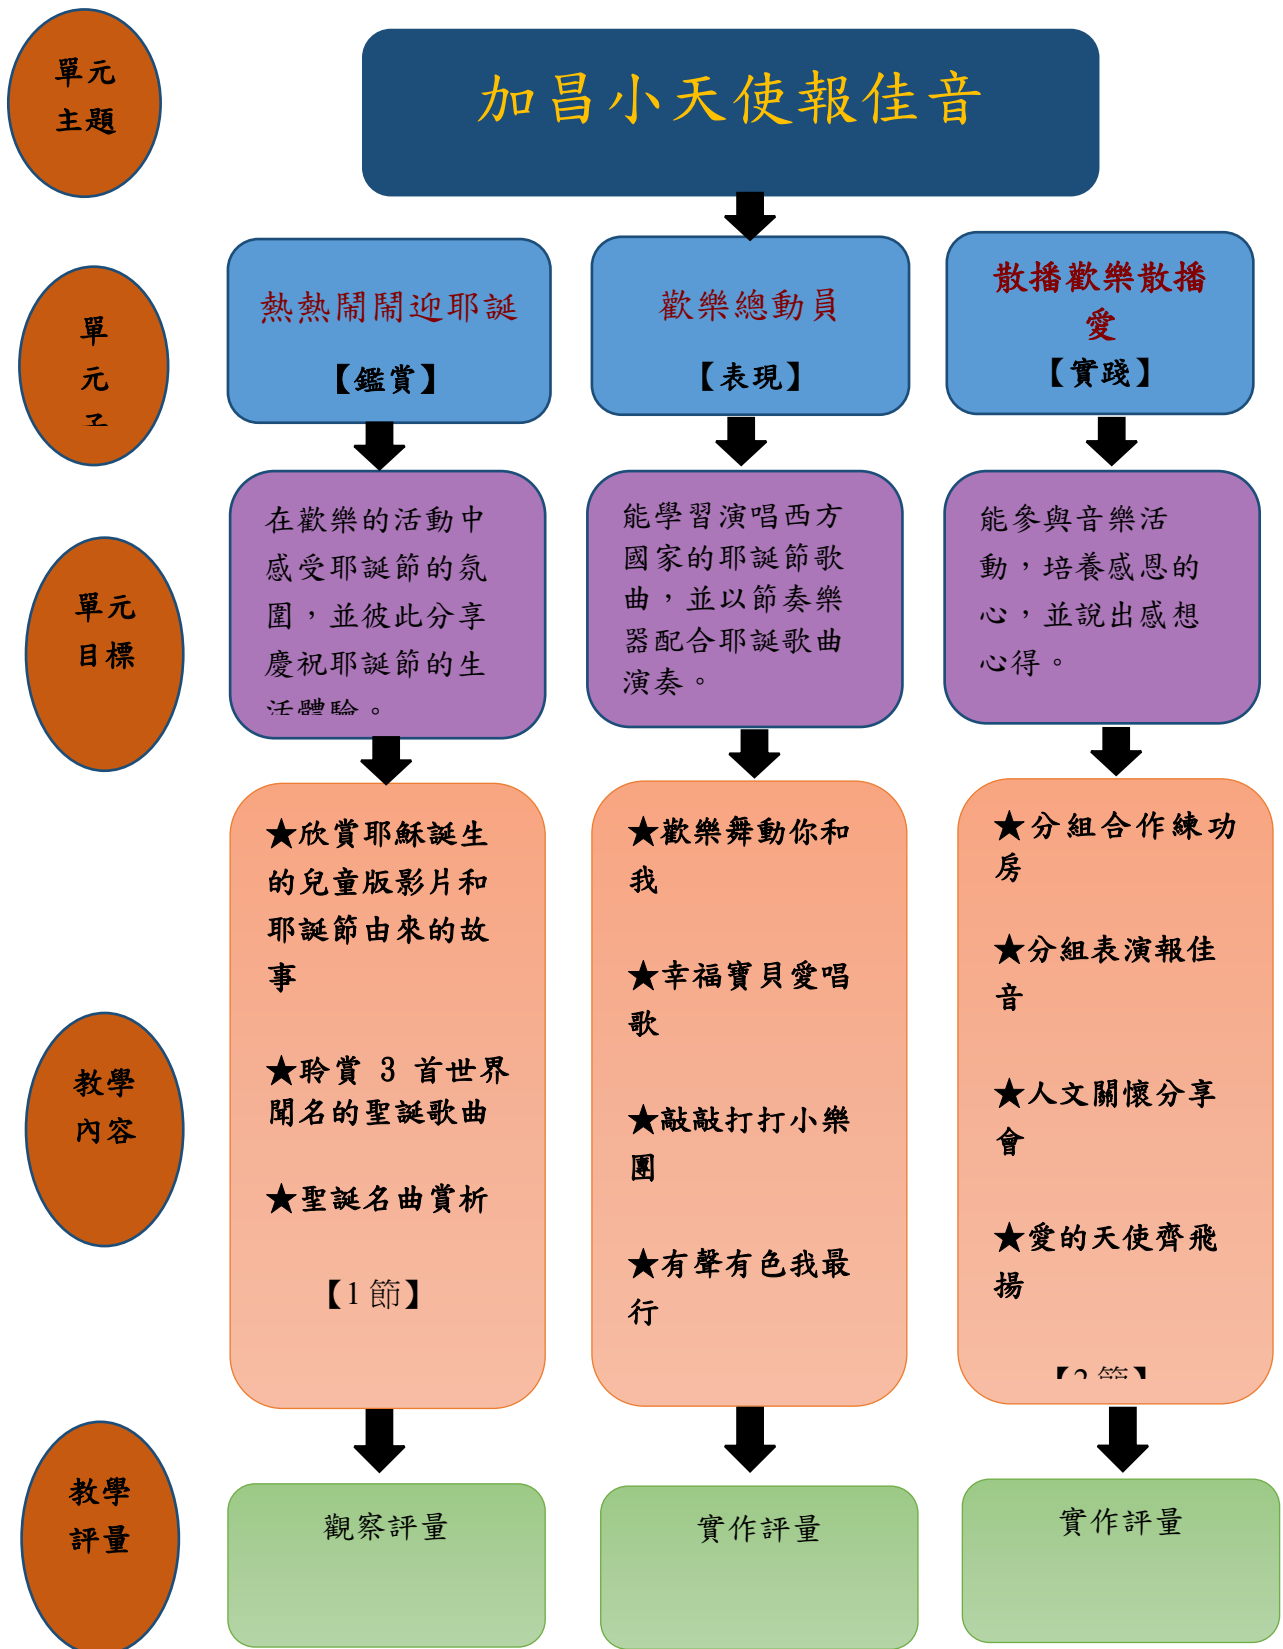 單元
主題
加昌小天使報佳音
單
元
熱熱鬧鬧迎耶誕
【鑑賞】
歡樂總動員
【表現】
散播歡樂散播
愛
【實踐】
單元
目標
在歡樂的活動中
感受耶誕節的氛
圍，並彼此分享
慶祝耶誕節的生
活體驗。
能學習演唱西方
國家的耶誕節歌
曲，並以節奏樂
器配合耶誕歌曲
演奏。
能參與音樂活
動，培養感恩的
心，並說出感想
心得。
教學
內容
★欣賞耶穌誕生
的兒童版影片和
耶誕節由來的故
事
★聆賞 3 首世界
聞名的聖誕歌曲
★聖誕名曲賞析
【1 節】
★歡樂舞動你和
我
★幸福寶貝愛唱
歌
★敲敲打打小樂
團
★有聲有色我最
行
★分組合作練功
房
★分組表演報佳
音
★人文關懷分享
會
★愛的天使齊飛
揚
教學
評量
觀察評量
實作評量
實作評量